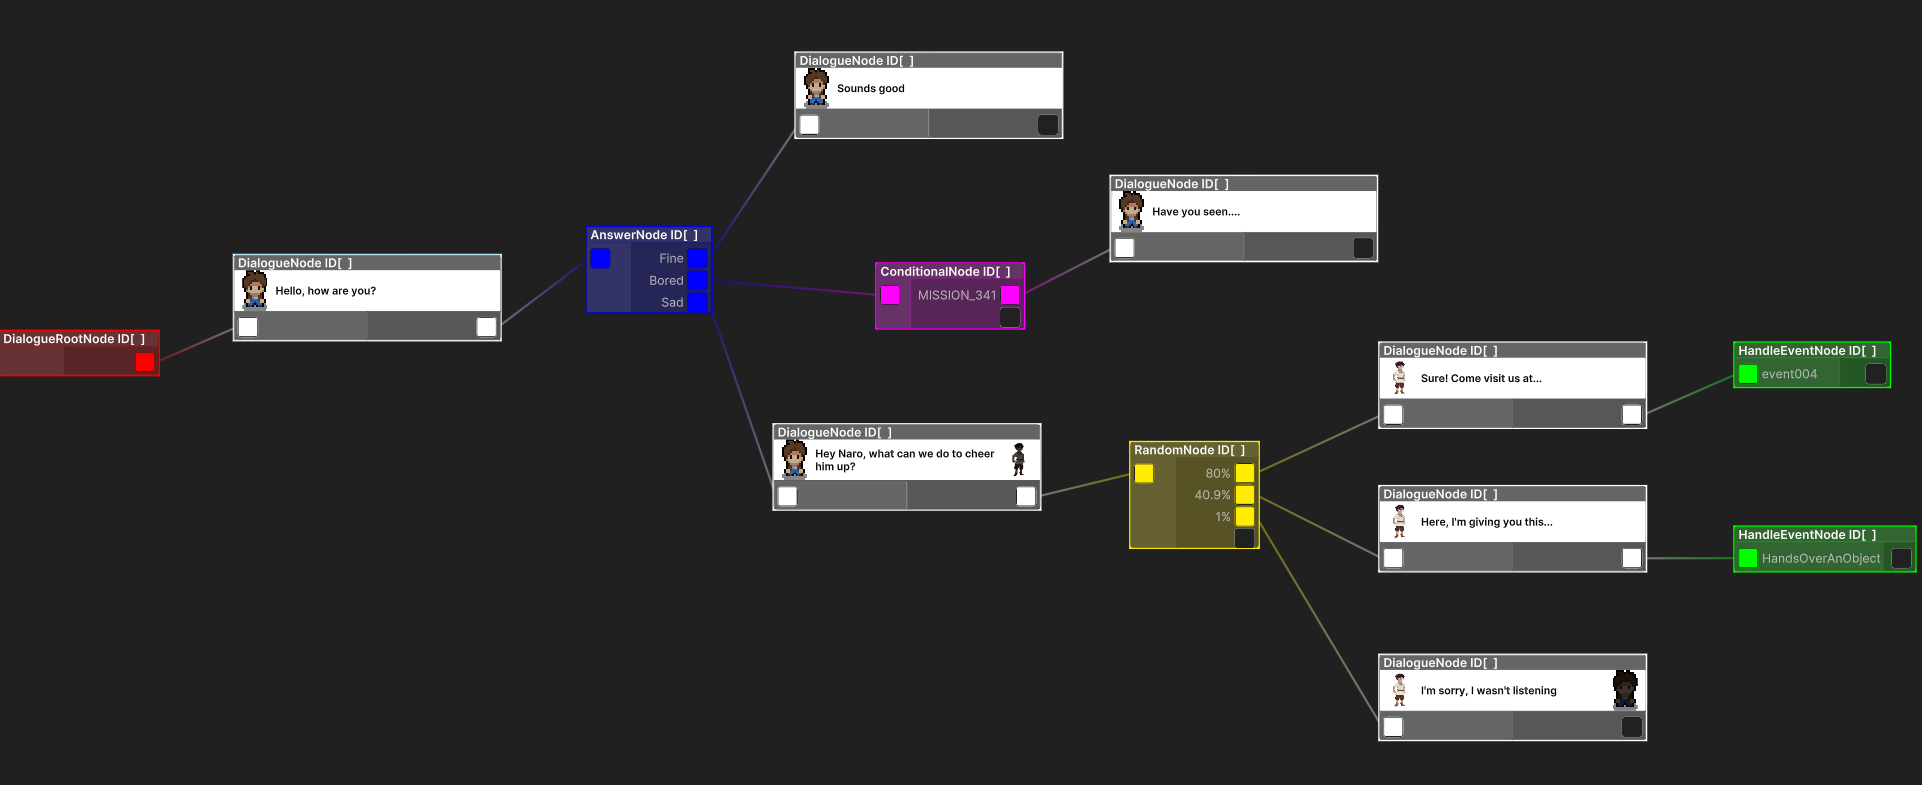 DialogueNode ID[ ]
Sounds good
DialogueNode ID[ ]
Have you seen....
AnswerNode ID[ ]
Fine
Bored
Sad
DialogueNode ID[ ]
Hello, how are you?
ConditionalNode ID[ ]
MISSION_341
DialogueRootNode ID[ ]
DialogueNode ID[ ]
Sure! Come visit us at...
HandleEventNode ID[ ]
event004
DialogueNode ID[ ]
Hey Naro, what can we do to cheer
him up?
RandomNode ID[ ]
80%
40.9%
1%
DialogueNode ID[ ]
Here, I'm giving you this...
HandleEventNode ID[ ]
HandsOverAnObject
DialogueNode ID[ ]
I'm sorry, I wasn't listening